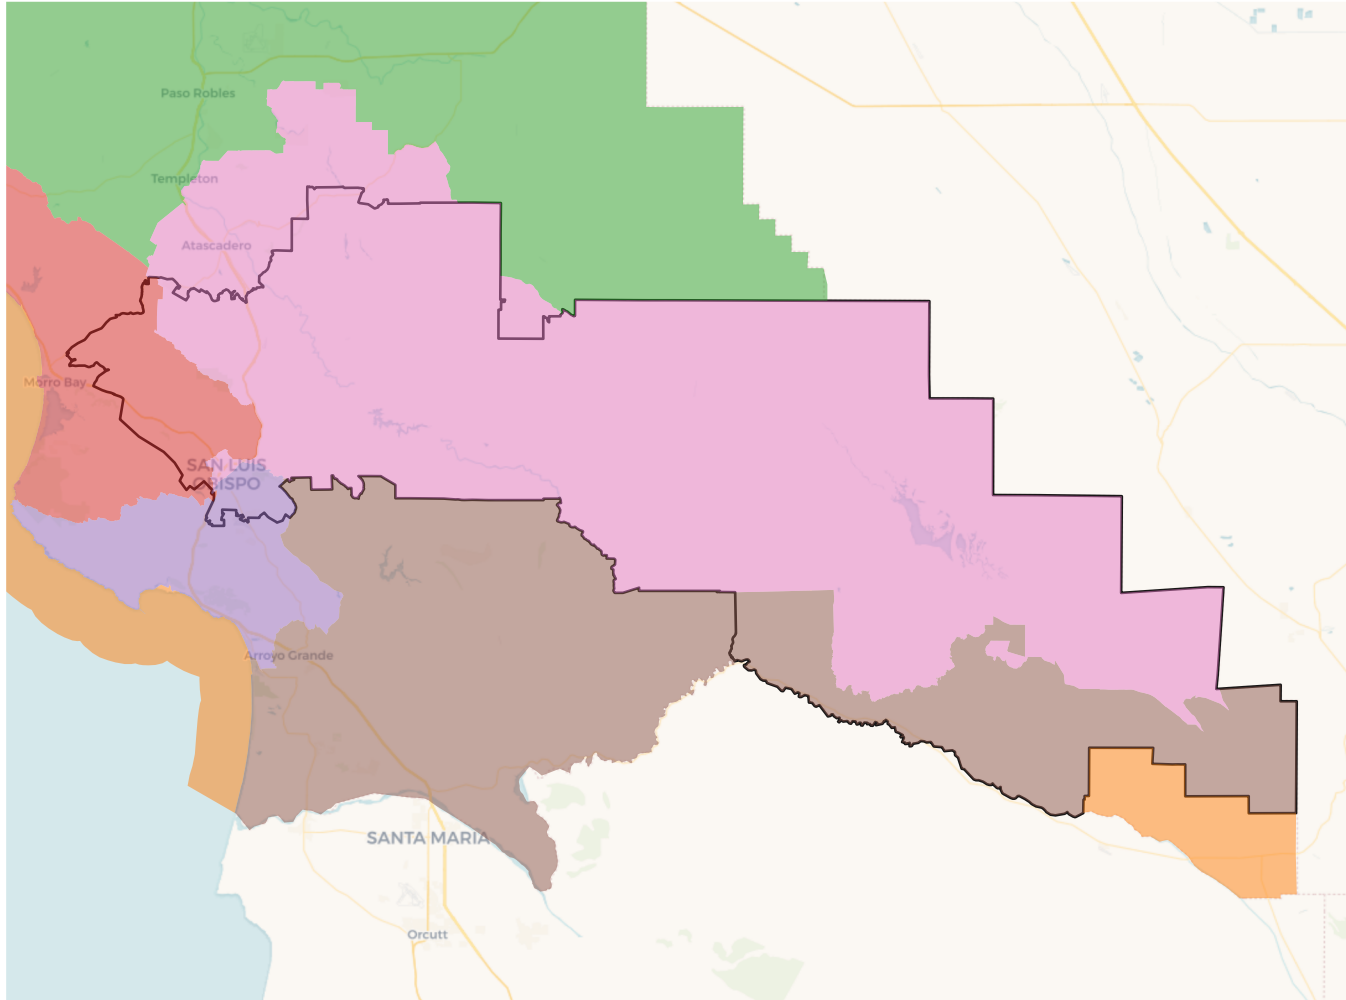 Paso Robles
Templeton
Atascadero
Morro Bay
SAN LUIS
OBISPO
Arroyo Grande
SANTA MARIA
Orcutt